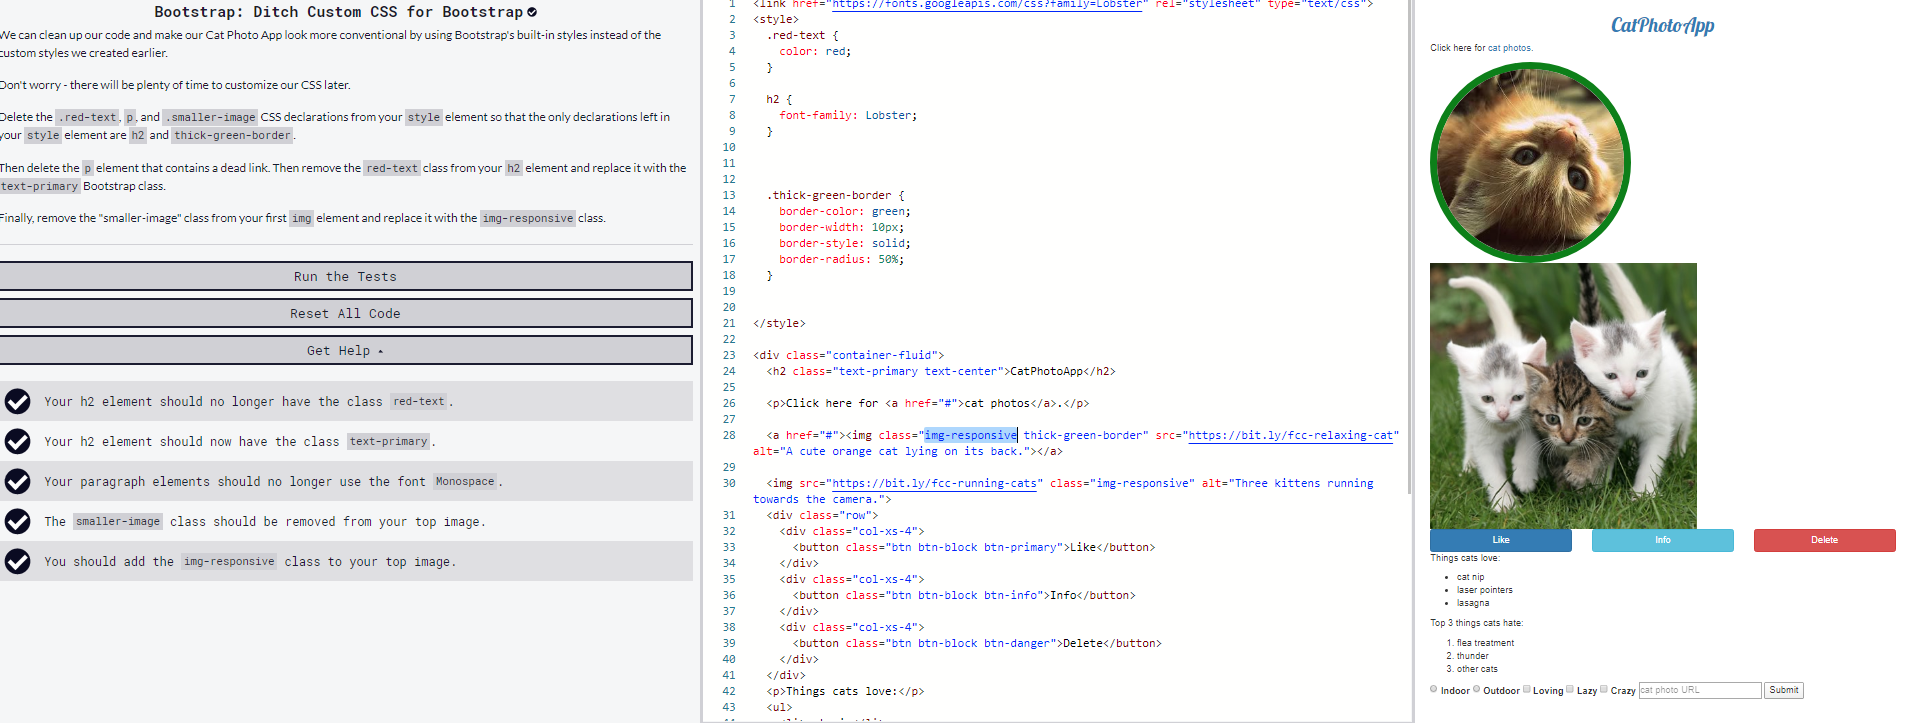 Bootstrap: Ditch Custom CSS for Bootstrap
We can clean up our code and make our Cat Photo App look more conventional by using Bootstrap's built-in styles instead of the
custom styles we created earlier.
Don't worry - there will be plenty of time to customize our CSS later.
Delete the .red-text, p, and .smaller-image CSS declarations from your style element so that the only declarations left in
your style element are h2 and thick-green-border.
Then delete the p element that contains a dead link. Then remove the red-text class from your h2 element and replace it with the
text-primary Bootstrap class.
Finally, remove the "smaller-image" class from your first img element and replace it with the img-responsive class.
Run the Tests
Reset All Code
Get Help
Your h2 element should no longer have the class red-text.
Your h2 element should now have the class text-primary.
Your paragraph elements should no longer use the font Monospace.
The smaller-image class should be removed from your top image.
You should add the img-responsive class to your top image.
1 <link href="https://fonts.googleapis.com/css?family=Lobster" rel="stylesheet" type="text/css">
2 <style>
3 .red-text {
4 color: red;
5 }
6
7 h2 {
8 font-family: Lobster;
9 }
10
11
12
13 .thick-green-border {
14 border-color: green;
15 border-width: 10px;
16 border-style: solid;
17 border-radius: 50%;
18 }
19
20
21 </style>
22
23 <div class="container-fluid">
24 <h2 class="text-primary text-center">CatPhotoApp</h2>
25
26 <p>Click here for <a href="#">cat photos</a>.</p>
27
28 <a href="#"><img class="img-responsive thick-green-border" src="https://bit.ly/fcc-relaxing-cat"
alt="A cute orange cat lying on its back."></a>
29
30 <img src="https://bit.ly/fcc-running-cats" class="img-responsive" alt="Three kittens running
towards the camera.">
31 <div class="row">
32 <div class="col-xs-4">
33 <button class="btn btn-block btn-primary">Like</button>
34 </div>
35 <div class="col-xs-4">
36 <button class="btn btn-block btn-info">Info</button>
37 </div>
38 <div class="col-xs-4">
39 <button class="btn btn-block btn-danger">Delete</button>
40 </div>
41 </div>
42 <p>Things cats love:</p>
43 <ul>
CatPhotoApp
Click here for cat photos.
Like Info Delete
Things cats love:
• cat nip
• laser pointers
• lasagna
Top 3 things cats hate:
1. flea treatment
2. thunder
3. other cats
Indoor Outdoor Loving Lazy Crazy cat photo URL Submit